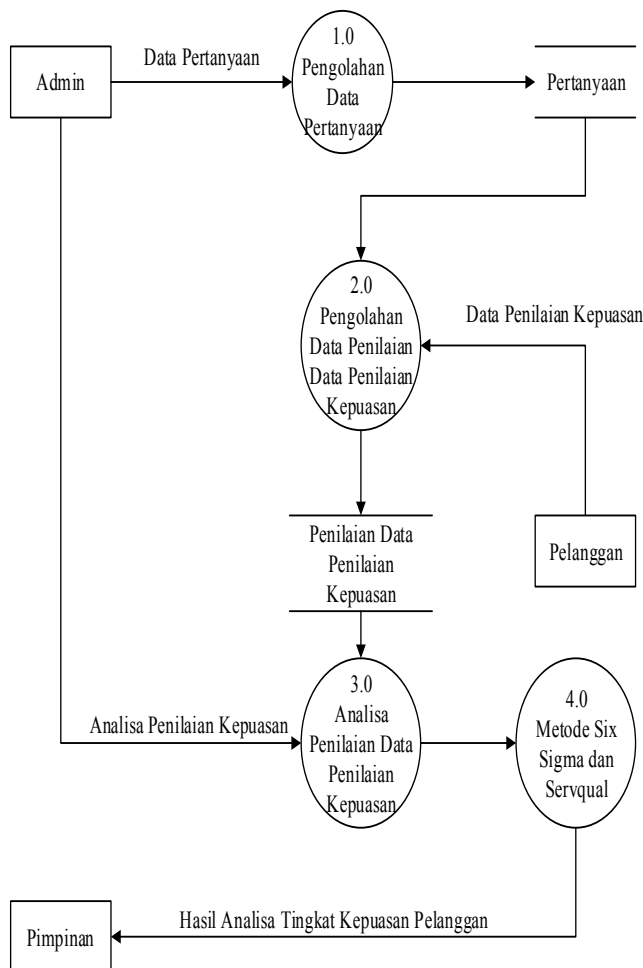 Data Pertanyaan
1.0
Pengolahan
Data
Pertanyaan
Admin
Pertanyaan
2.0
Pengolahan
Data Penilaian
Data Penilaian
Kepuasan
Data Penilaian Kepuasan
Penilaian Data
Penilaian
Kepuasan
Pelanggan
Analisa Penilaian Kepuasan
3.0
Analisa
Penilaian Data
Penilaian
Kepuasan
4.0
Metode Six
Sigma dan
Servqual
Hasil Analisa Tingkat Kepuasan Pelanggan
Pimpinan